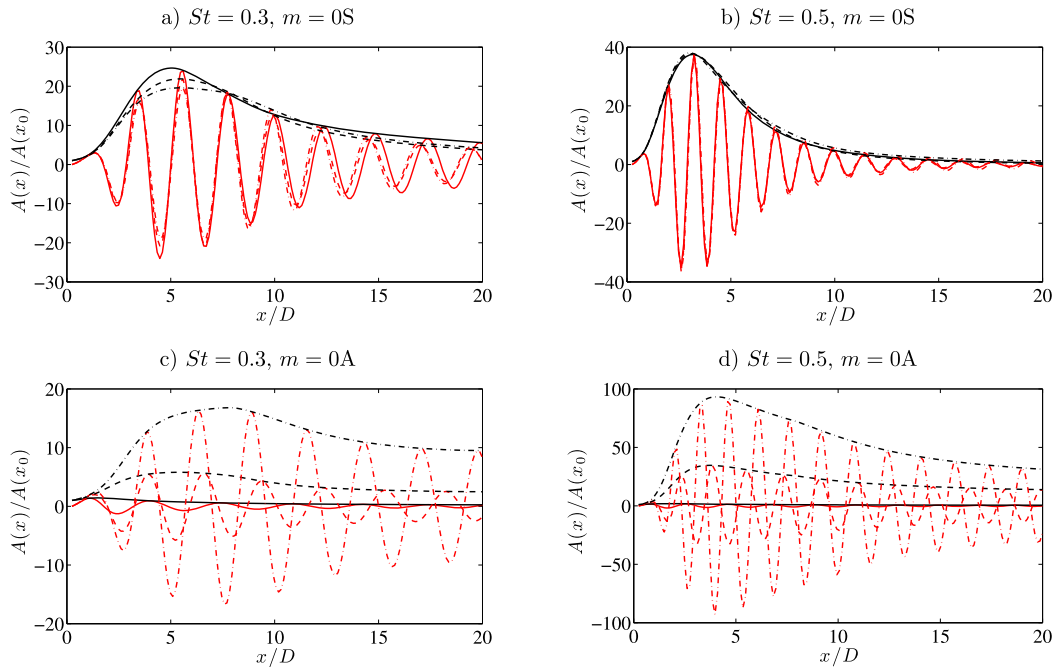 a) St = 0.3, m = 0S
30
20
10
0
−10
−20
−30
A(x)/A(x₀)
0 5 10 15 20
x/D
b) St = 0.5, m = 0S
40
20
0
−20
−40
A(x)/A(x₀)
0 5 10 15 20
x/D
c) St = 0.3, m = 0A
20
10
0
−10
−20
A(x)/A(x₀)
0 5 10 15 20
x/D
d) St = 0.5, m = 0A
100
50
0
−50
−100
A(x)/A(x₀)
0 5 10 15 20
x/D